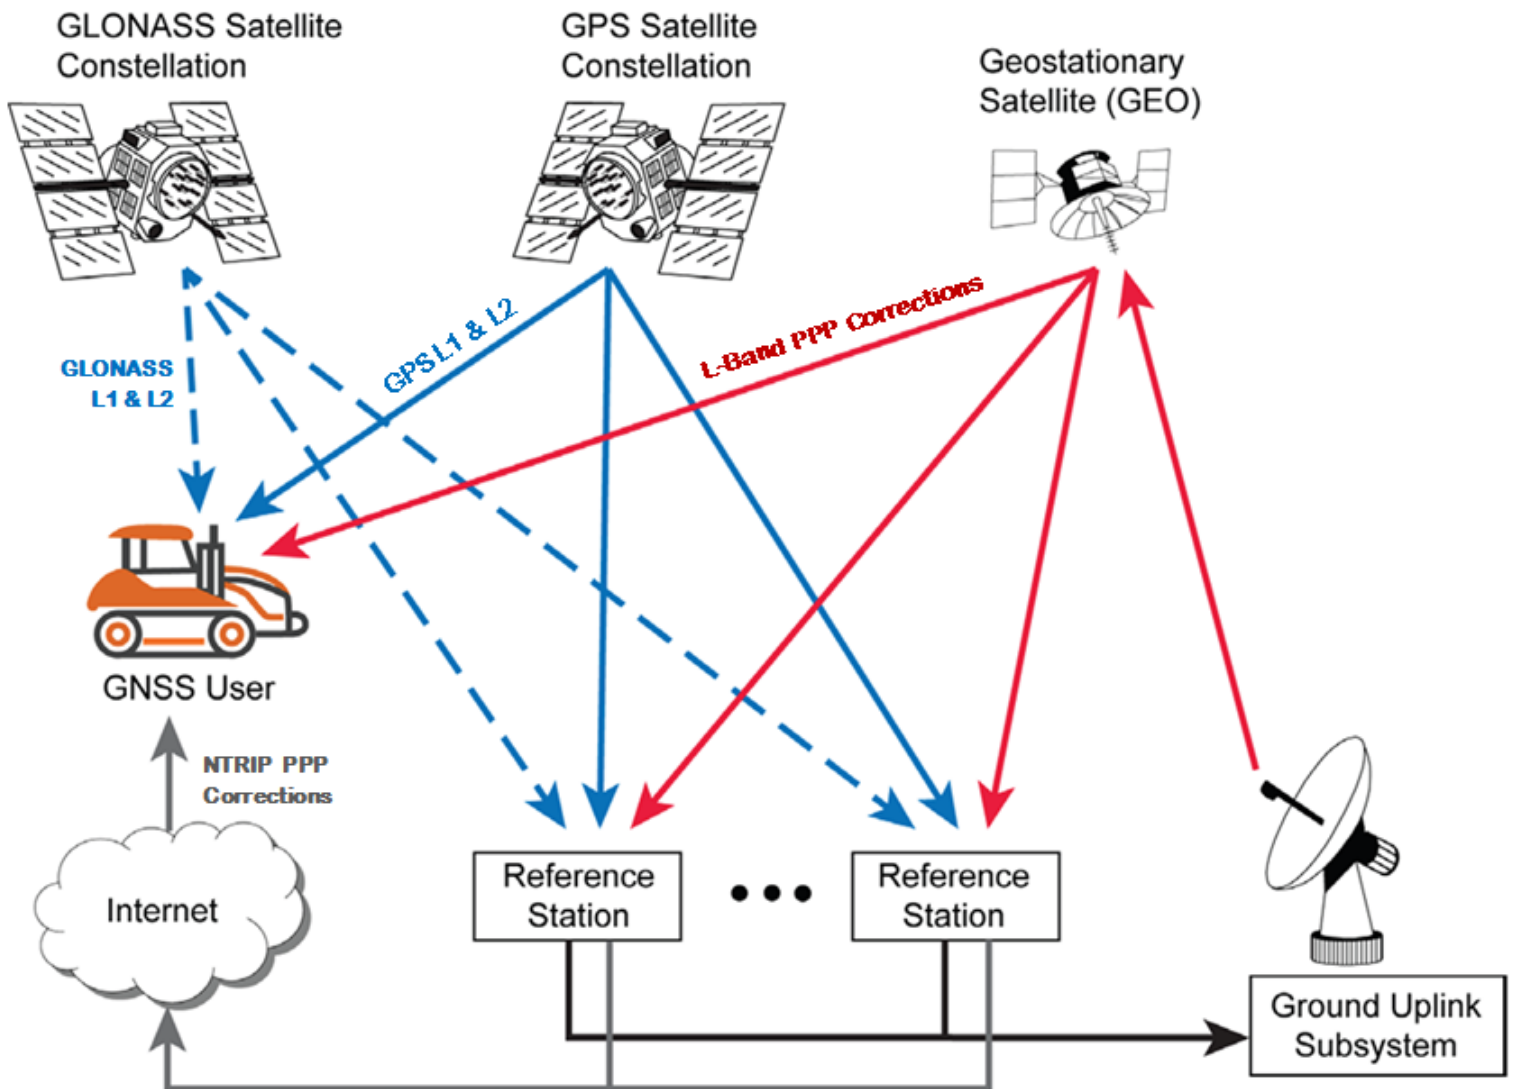 GLONASS Satellite
Constellation
GPS Satellite
Constellation
Geostationary
Satellite (GEO)
GLONASS
L1 & L2
GPS L1 & L2
L-Band PPP Corrections
GNSS User
NTRIP PPP
Corrections
Internet
Reference
Station
Reference
Station
Ground Uplink
Subsystem